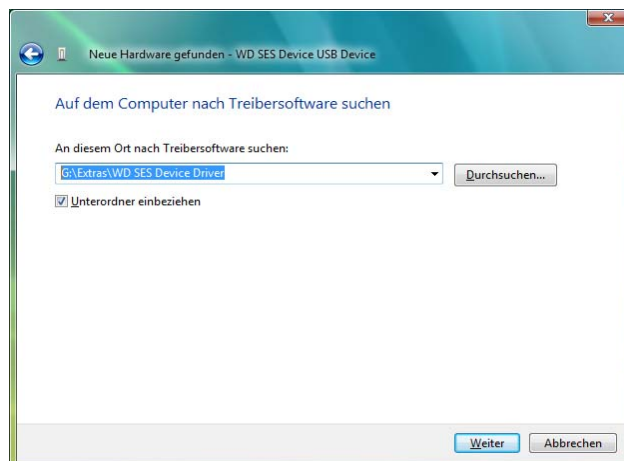 Neue Hardware gefunden - WD SES Device USB Device
Auf dem Computer nach Treibersoftware suchen
An diesem Ort nach Treibersoftware suchen:
G:\Extras\WD SES Device Driver
Durchsuchen...
Unterordner einbeziehen
Weiter
Abbrechen